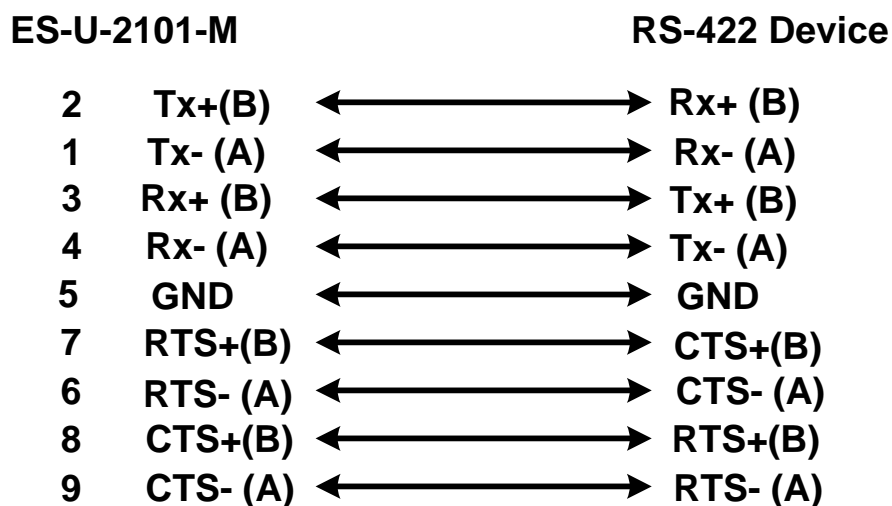 ES-U-2101-M RS-422 Device
2 Tx+(B) Rx+ (B)
1 Tx- (A) Rx- (A)
3 Rx+ (B) Tx+ (B)
4 Rx- (A) Tx- (A)
5 GND GND
7 RTS+(B) CTS+(B)
6 RTS- (A) CTS- (A)
8 CTS+(B) RTS+(B)
9 CTS- (A) RTS- (A)